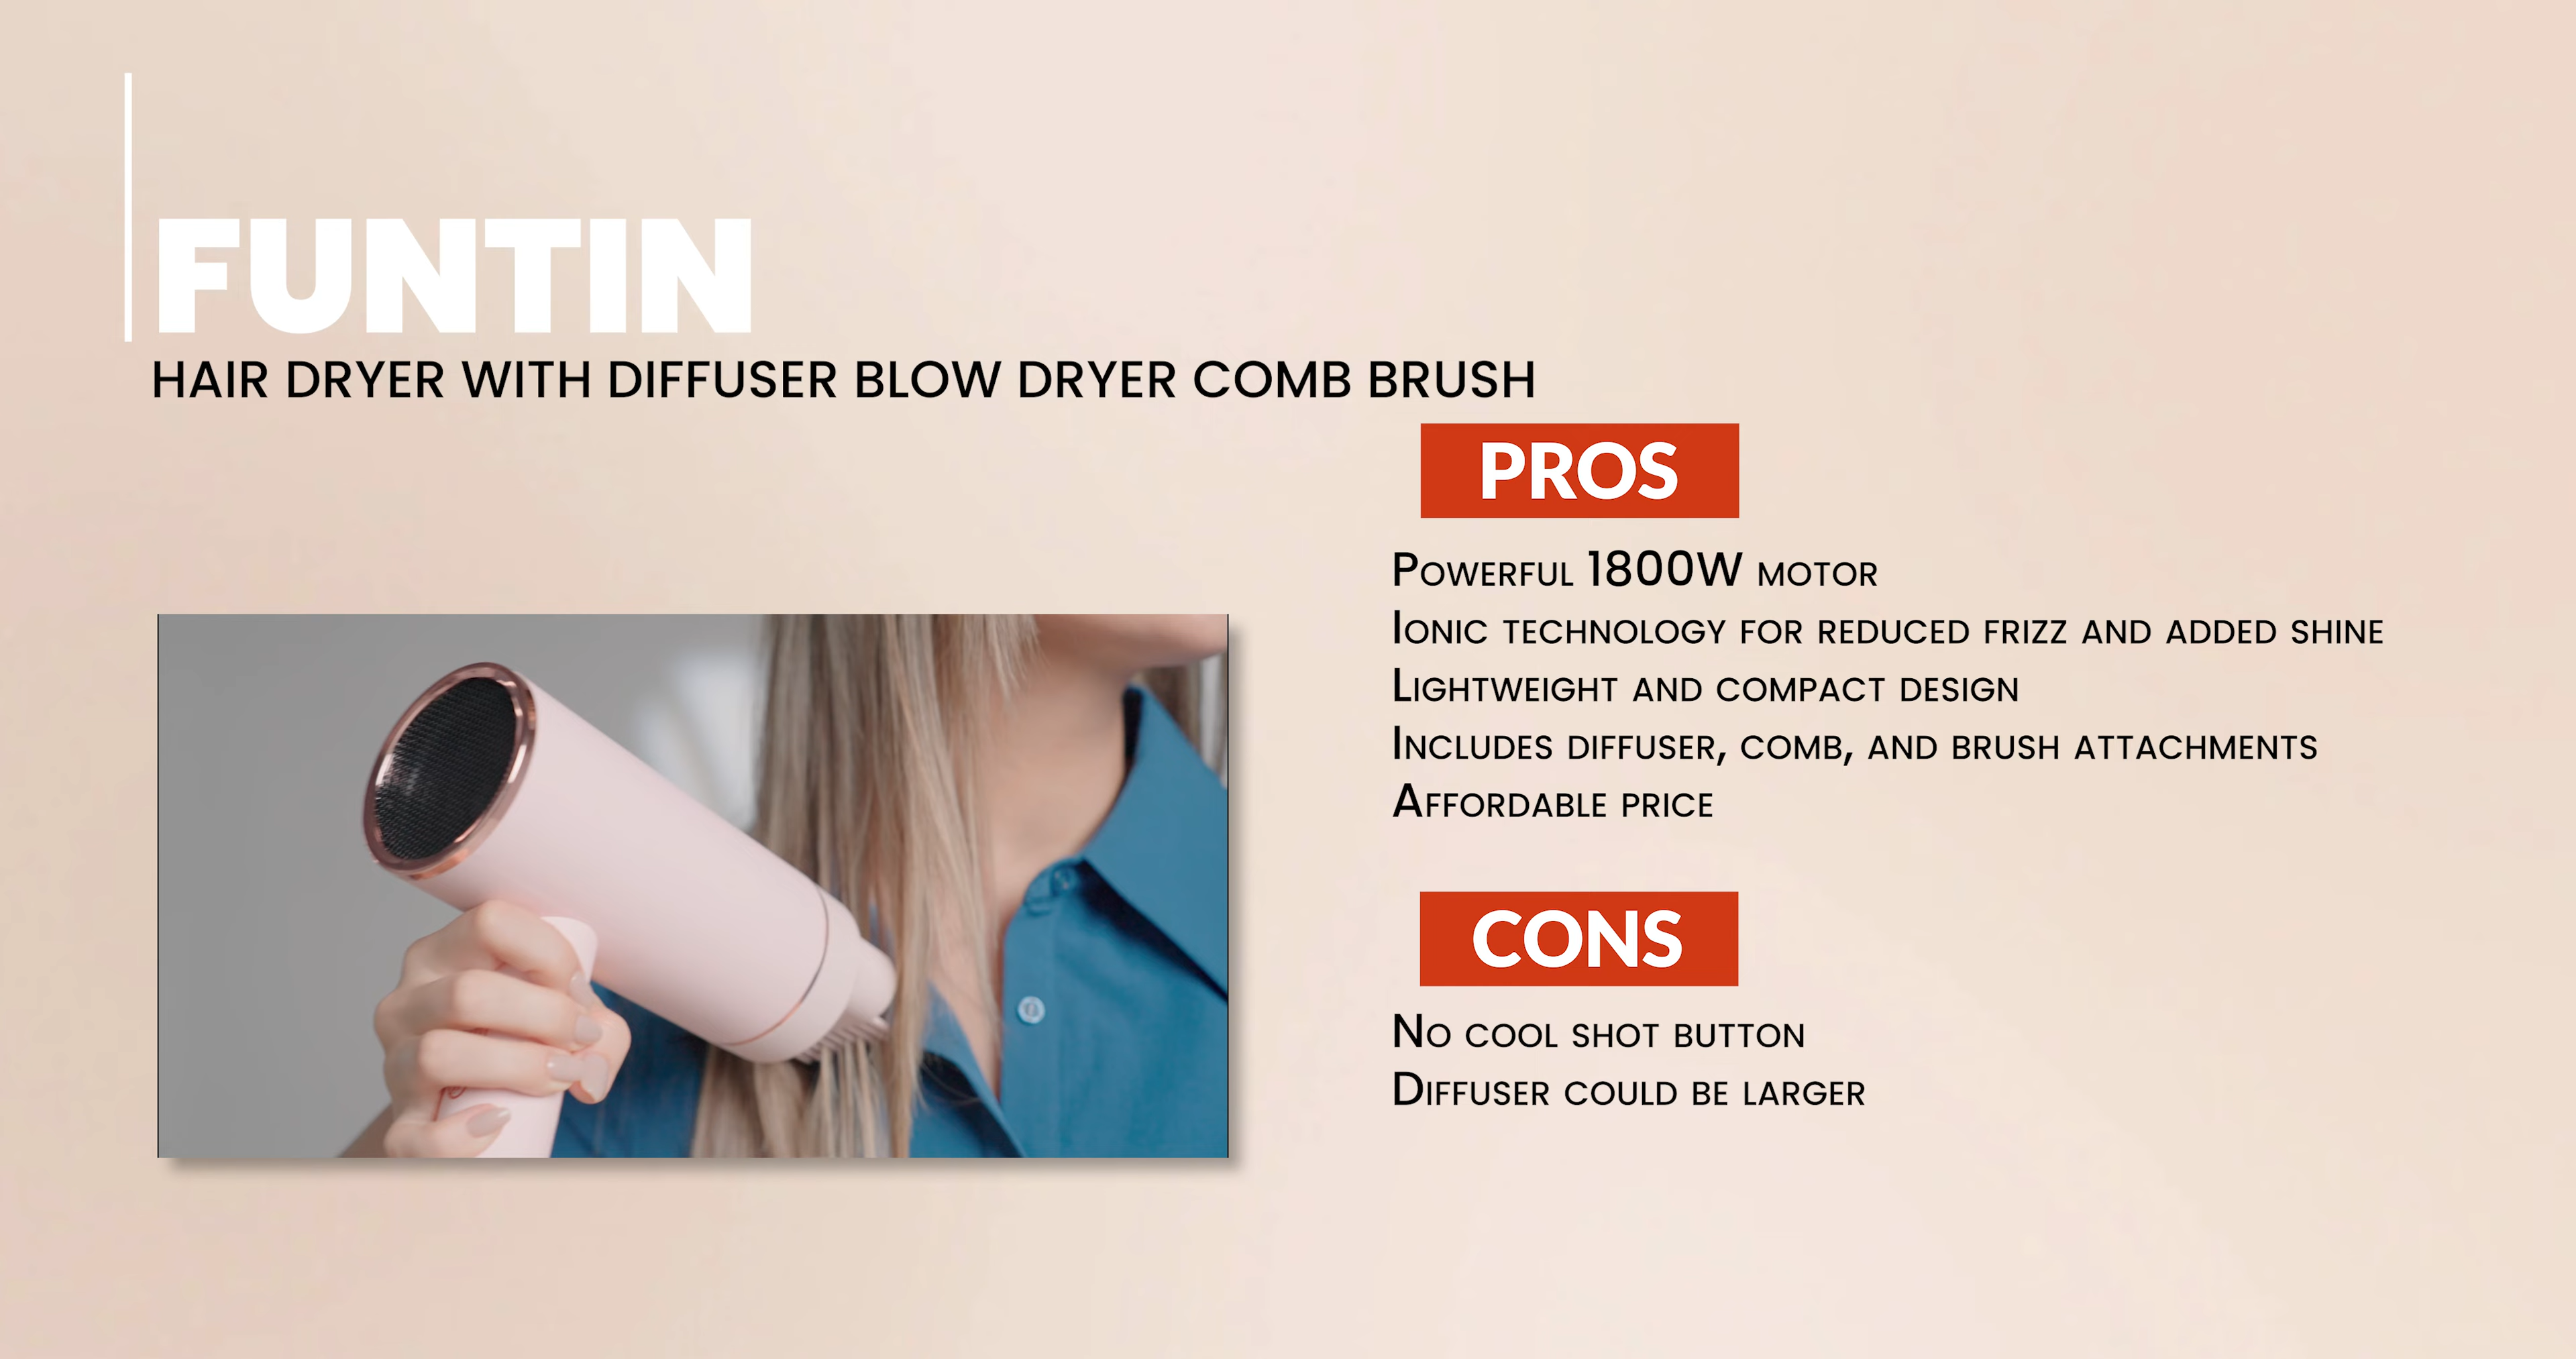 FUNTIN
HAIR DRYER WITH DIFFUSER BLOW DRYER COMB BRUSH
PROS
Powerful 1800W motor
Ionic technology for reduced frizz and added shine
Lightweight and compact design
Includes diffuser, comb, and brush attachments
Affordable price
CONS
No cool shot button
Diffuser could be larger